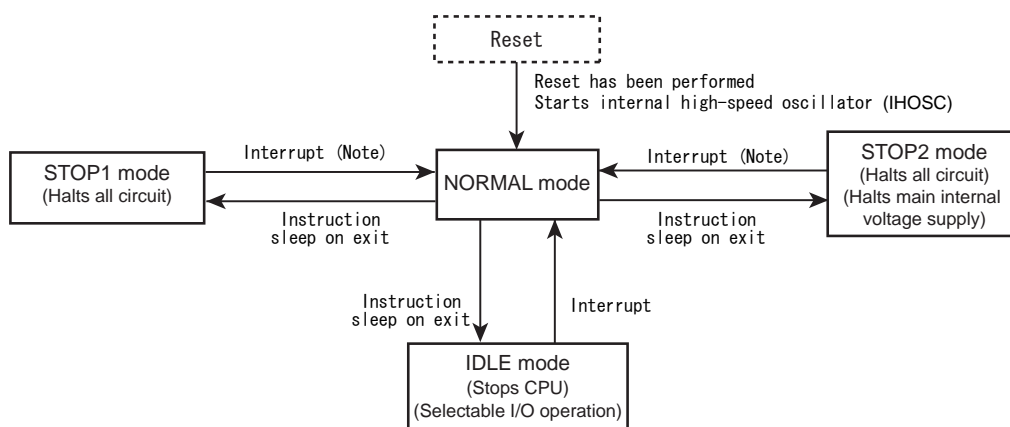 Reset
Reset has been performed
Starts internal high-speed oscillator (IHOSC)
STOP1 mode
(Halts all circuit)
Interrupt (Note)
Instruction
sleep on exit
NORMAL mode
Interrupt (Note)
Instruction
sleep on exit
STOP2 mode
(Halts all circuit)
(Halts main internal
voltage supply)
Instruction
sleep on exit
Interrupt
IDLE mode
(Stops CPU)
(Selectable I/O operation)